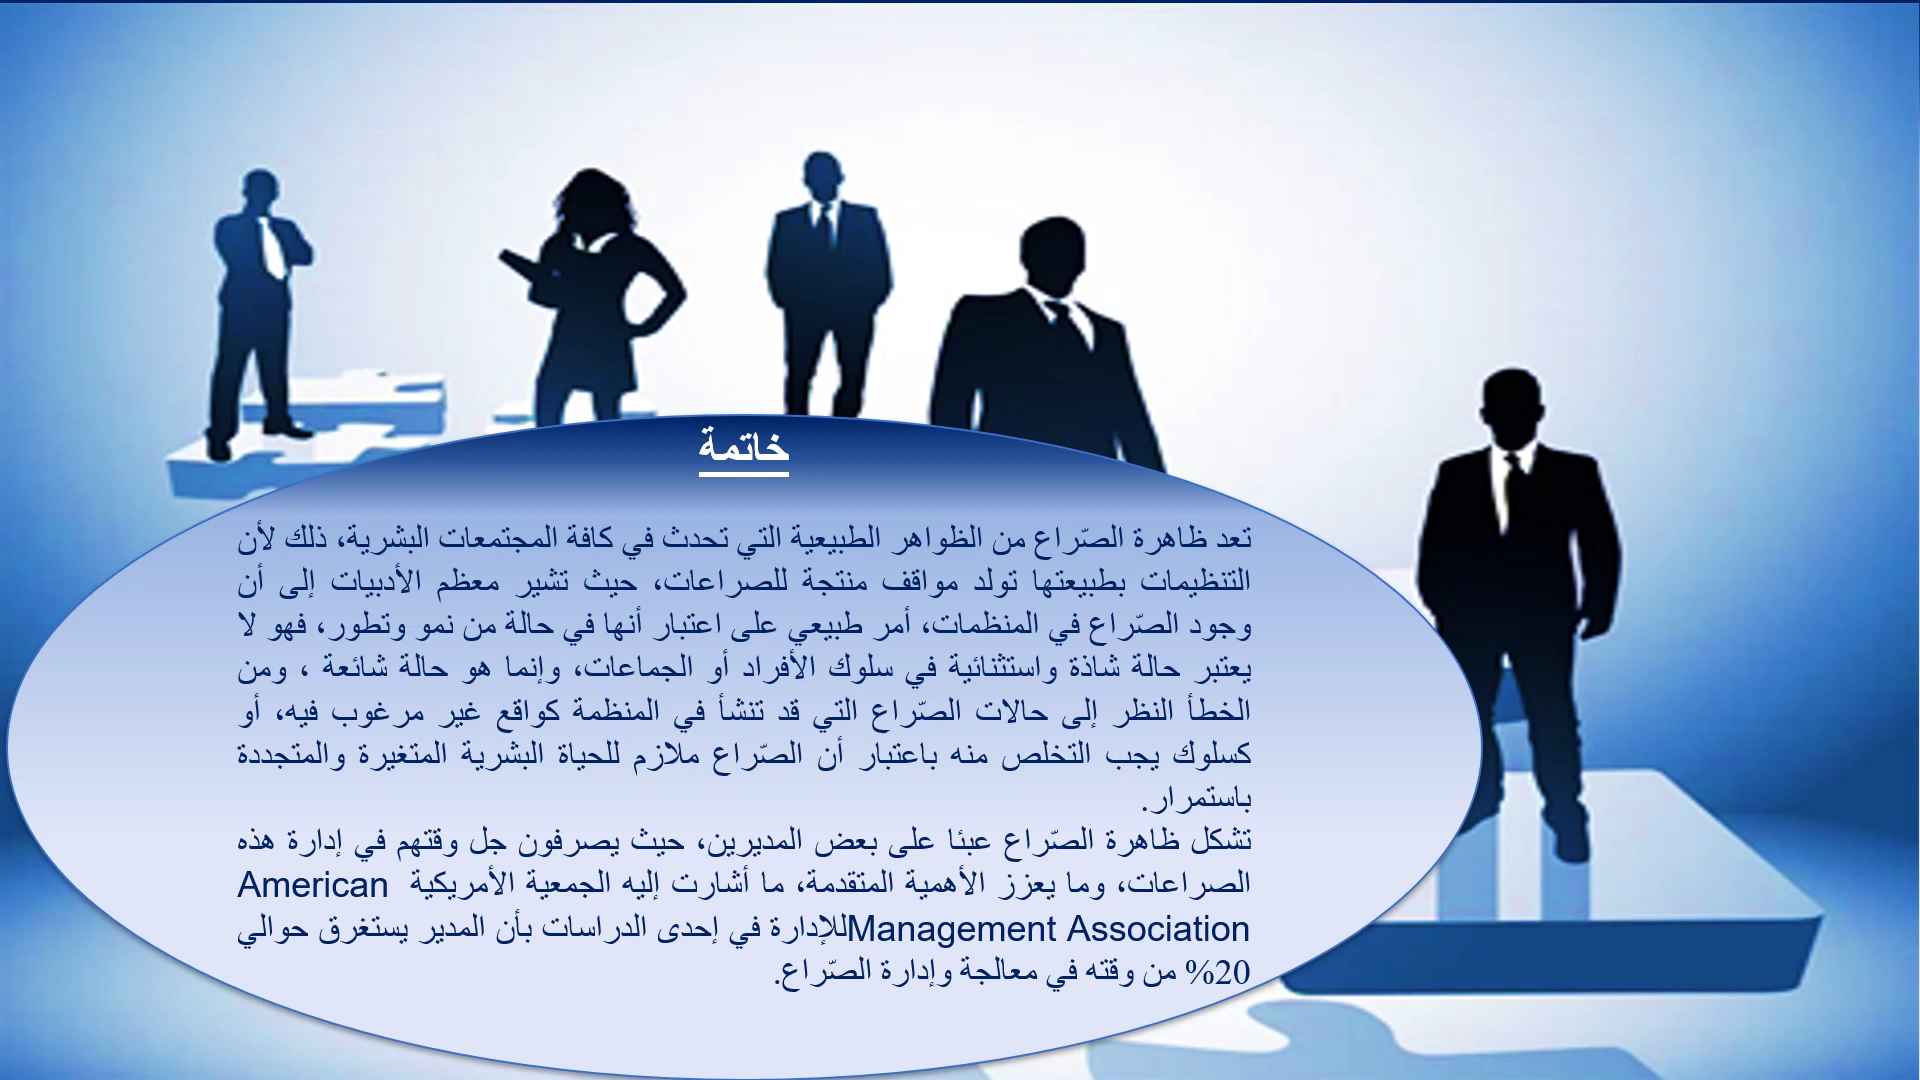 خاتمة
تعد ظاهرة الصّراع من الظواهر الطبيعية التي تحدث في كافة المجتمعات البشرية، ذلك لأن
التنظيمات بطبيعتها تولد مواقف منتجة للصراعات، حيث تشير معظم الأدبيات إلى أن
وجود الصّراع في المنظمات، أمر طبيعي على اعتبار أنها في حالة من نمو وتطور، فهو لا
يعتبر حالة شاذة واستثنائية في سلوك الأفراد أو الجماعات، وإنما هو حالة شائعة ، ومن
الخطأ النظر إلى حالات الصّراع التي قد تنشأ في المنظمة كواقع غير مرغوب فيه، أو
كسلوك يجب التخلص منه باعتبار أن الصّراع ملازم للحياة البشرية المتغيرة والمتجددة
باستمرار.
تشكل ظاهرة الصّراع عبئا على بعض المديرين، حيث يصرفون جل وقتهم في إدارة هذه
الصراعات، وما يعزز الأهمية المتقدمة، ما أشارت إليه الجمعية الأمريكية American
Management Associationللإدارة في إحدى الدراسات بأن المدير يستغرق حوالي
20% من وقته في معالجة وإدارة الصّراع.